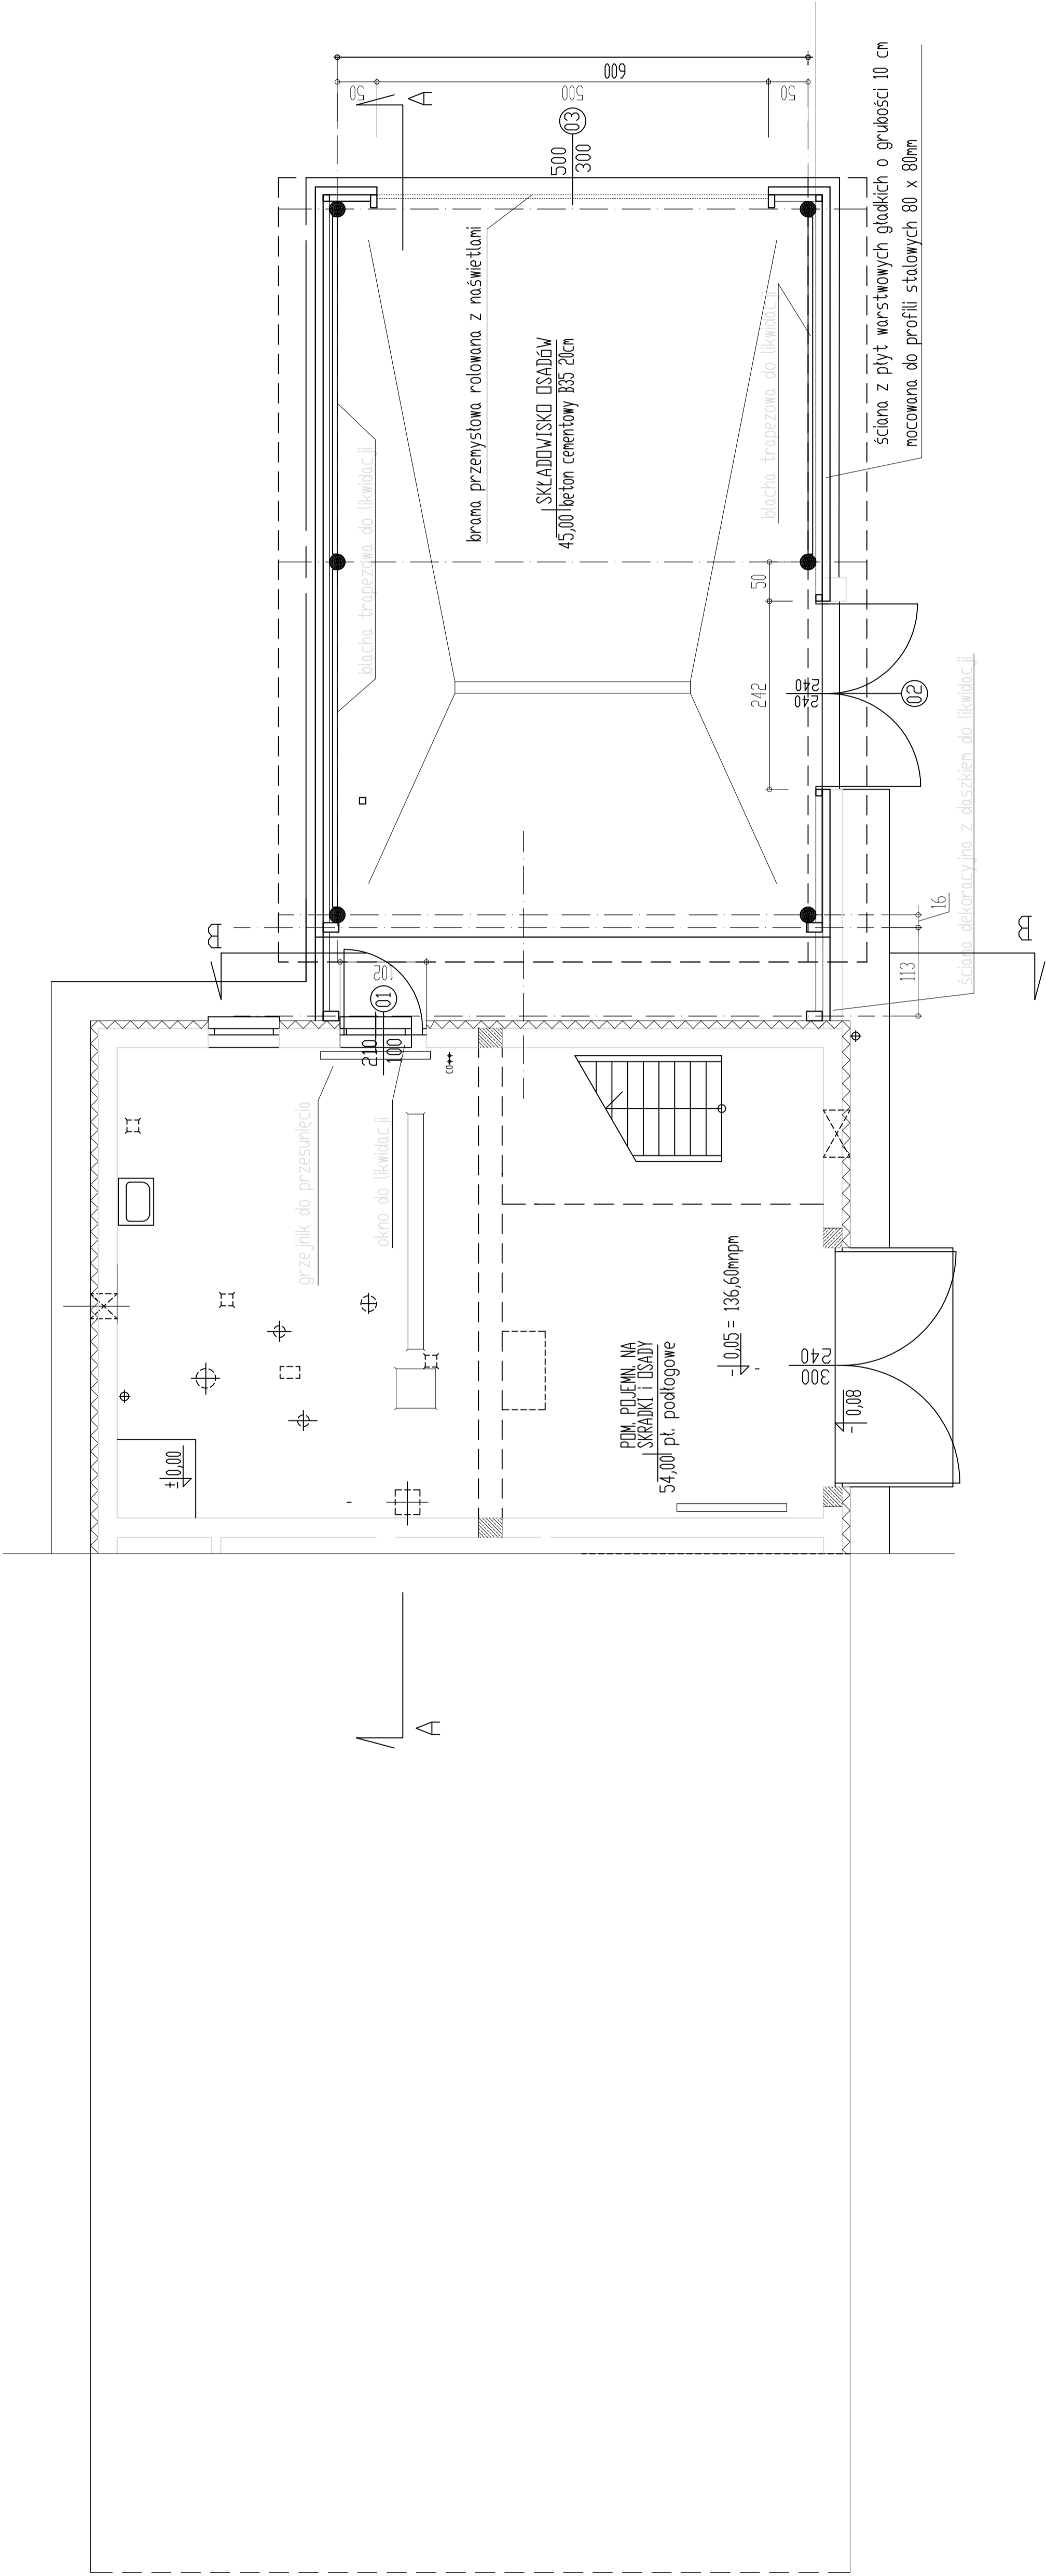 600
50
500
50
A
03
500
300
ściana z płyt warstwowych gładkich o grubości 10 cm
mocowana do profili stalowych 80 x 80mm
brama przemysłowa rolowana z naświetlami
SKŁADOWISKO OSADÓW
45,00 beton cementowy B35 20cm
blacha trapezowa do likwidacji
blacha trapezowa do likwidacji
50
242
240
240
02
ściana dekoracyjna z daszkiem do likwidacji
16
113
B
B
102
01
210
100
CO
grzejnik do przesunięcia
okno do likwidacji
- 0,05 = 136,60mnpm
POM. POJEMN. NA
SKRADKI i OSADY
54,00 pł. podłogowe
240
300
- 0,08
±0,00
A